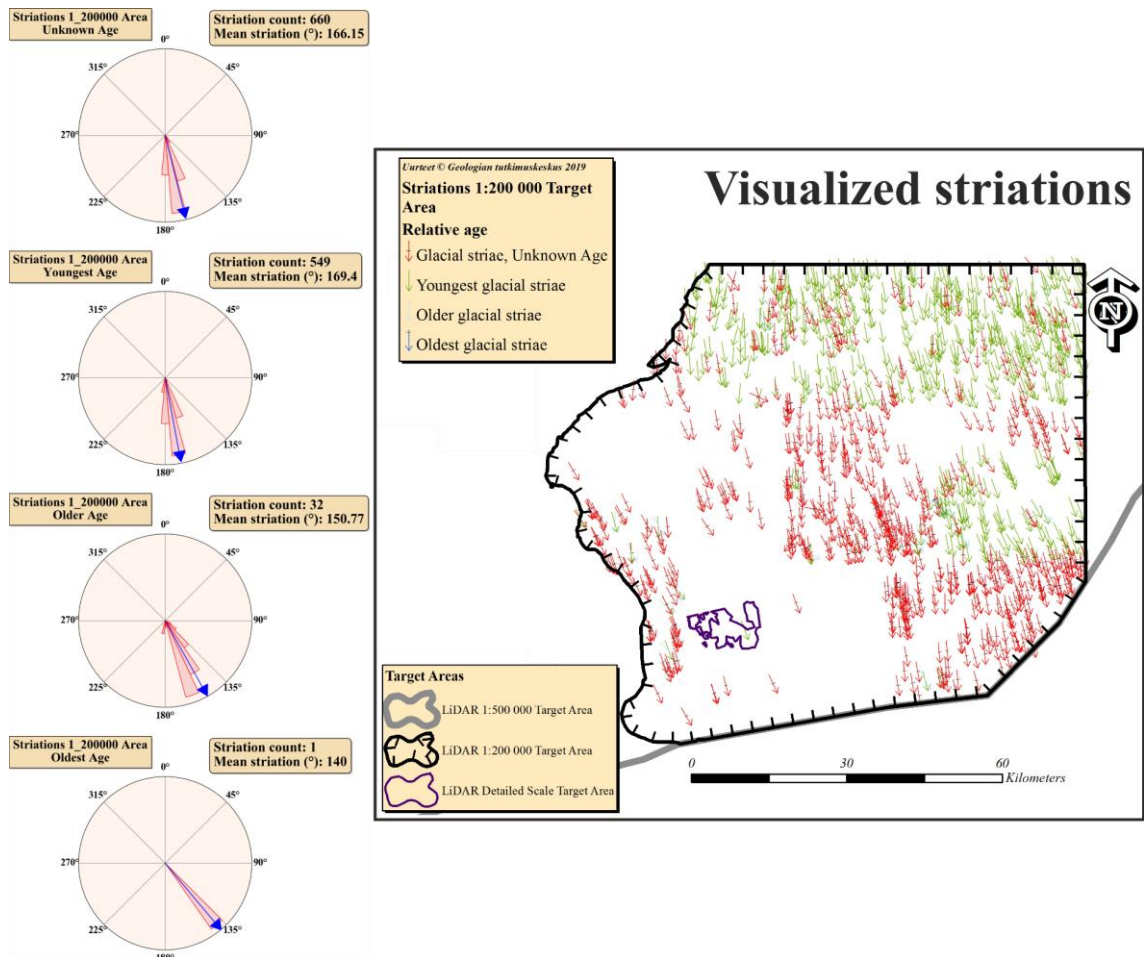 Striations 1_200000 Area
Unknown Age
Striation count: 660
Mean striation (°): 166.15
0°
45°
90°
135°
180°
225°
270°
315°
Striations 1_200000 Area
Youngest Age
Striation count: 549
Mean striation (°): 169.4
0°
45°
90°
135°
180°
225°
270°
315°
Striations 1_200000 Area
Older Age
Striation count: 32
Mean striation (°): 150.77
0°
45°
90°
135°
180°
225°
270°
315°
Striations 1_200000 Area
Oldest Age
Striation count: 1
Mean striation (°): 140
0°
45°
90°
135°
180°
225°
270°
315°
Uurteet © Geologian tutkimuskeskus 2019
Striations 1:200 000 Target
Area
Relative age
Glacial striae, Unknown Age
Youngest glacial striae
Older glacial striae
Oldest glacial striae
Visualized striations
N
Target Areas
LiDAR 1:500 000 Target Area
LiDAR 1:200 000 Target Area
LiDAR Detailed Scale Target Area
0 30 60
Kilometers